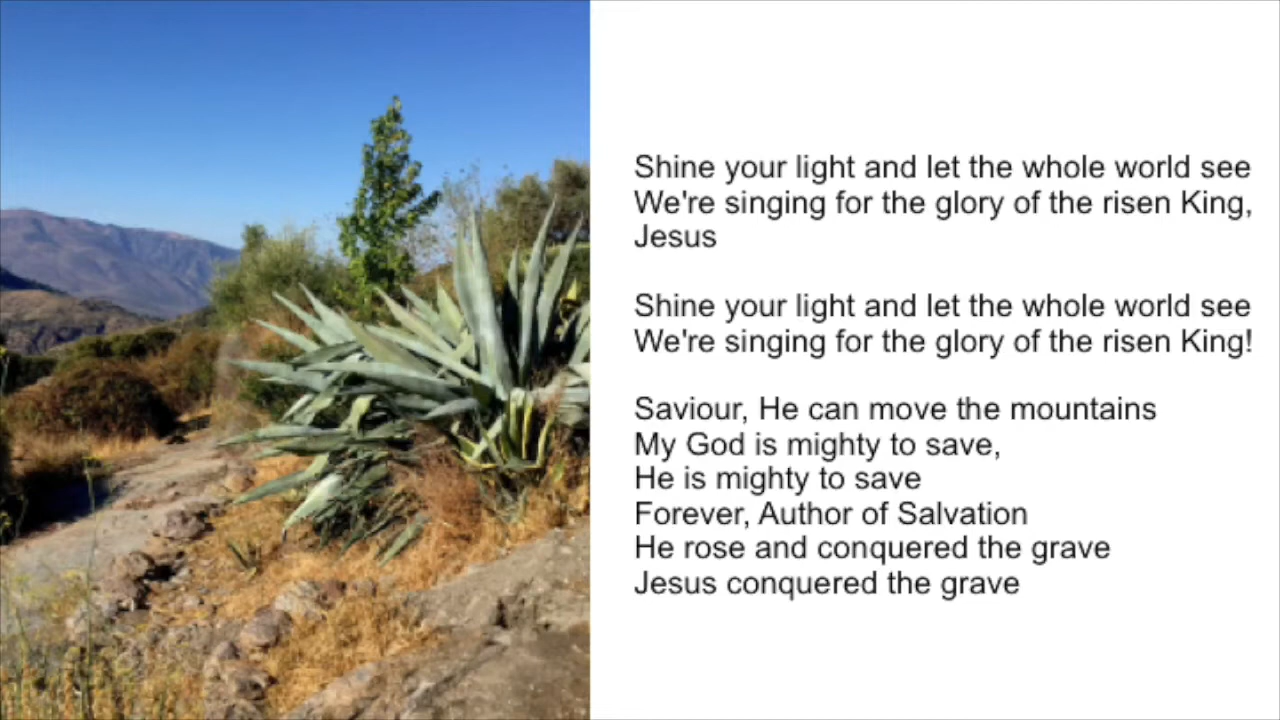 Shine your light and let the whole world see
We're singing for the glory of the risen King,
Jesus
Shine your light and let the whole world see
We're singing for the glory of the risen King!
Saviour, He can move the mountains
My God is mighty to save,
He is mighty to save
Forever, Author of Salvation
He rose and conquered the grave
Jesus conquered the grave